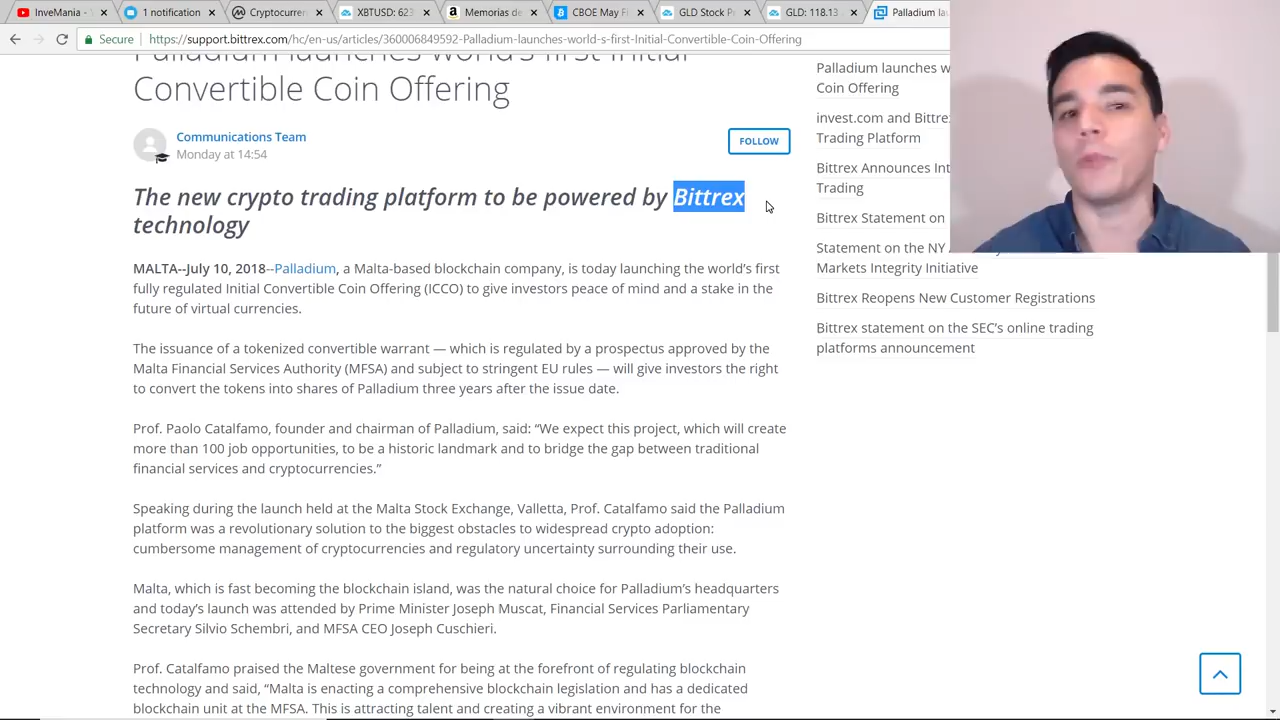 InveMania -
1 notification
Cryptocurren
XBTUSD: 623
Memorias de
CBOE May F
GLD Stock P
GLD: 118.13
Palladium la
Secure
https://support.bittrex.com/hc/en-us/articles/360006849592-Palladium-launches-world-s-first-Initial-Convertible-Coin-Offering
Palladium launches world's first Initial
Convertible Coin Offering
Communications Team
Monday at 14:54
FOLLOW
The new crypto trading platform to be powered by Bittrex
technology
MALTA--July 10, 2018--Palladium, a Malta-based blockchain company, is today launching the world's first
fully regulated Initial Convertible Coin Offering (ICCO) to give investors peace of mind and a stake in the
future of virtual currencies.
The issuance of a tokenized convertible warrant — which is regulated by a prospectus approved by the
Malta Financial Services Authority (MFSA) and subject to stringent EU rules — will give investors the right
to convert the tokens into shares of Palladium three years after the issue date.
Prof. Paolo Catalfamo, founder and chairman of Palladium, said: “We expect this project, which will create
more than 100 job opportunities, to be a historic landmark and to bridge the gap between traditional
financial services and cryptocurrencies.”
Speaking during the launch held at the Malta Stock Exchange, Valletta, Prof. Catalfamo said the Palladium
platform was a revolutionary solution to the biggest obstacles to widespread crypto adoption:
cumbersome management of cryptocurrencies and regulatory uncertainty surrounding their use.
Malta, which is fast becoming the blockchain island, was the natural choice for Palladium's headquarters
and today's launch was attended by Prime Minister Joseph Muscat, Financial Services Parliamentary
Secretary Silvio Schembri, and MFSA CEO Joseph Cuschieri.
Prof. Catalfamo praised the Maltese government for being at the forefront of regulating blockchain
technology and said, “Malta is enacting a comprehensive blockchain legislation and has a dedicated
blockchain unit at the MFSA. This is attracting talent and creating a vibrant environment for the
Palladium launches w
Coin Offering
invest.com and Bittre
Trading Platform
Bittrex Announces Int
Trading
Bittrex Statement on
Statement on the NY
Markets Integrity Initiative
Bittrex Reopens New Customer Registrations
Bittrex statement on the SEC's online trading
platforms announcement